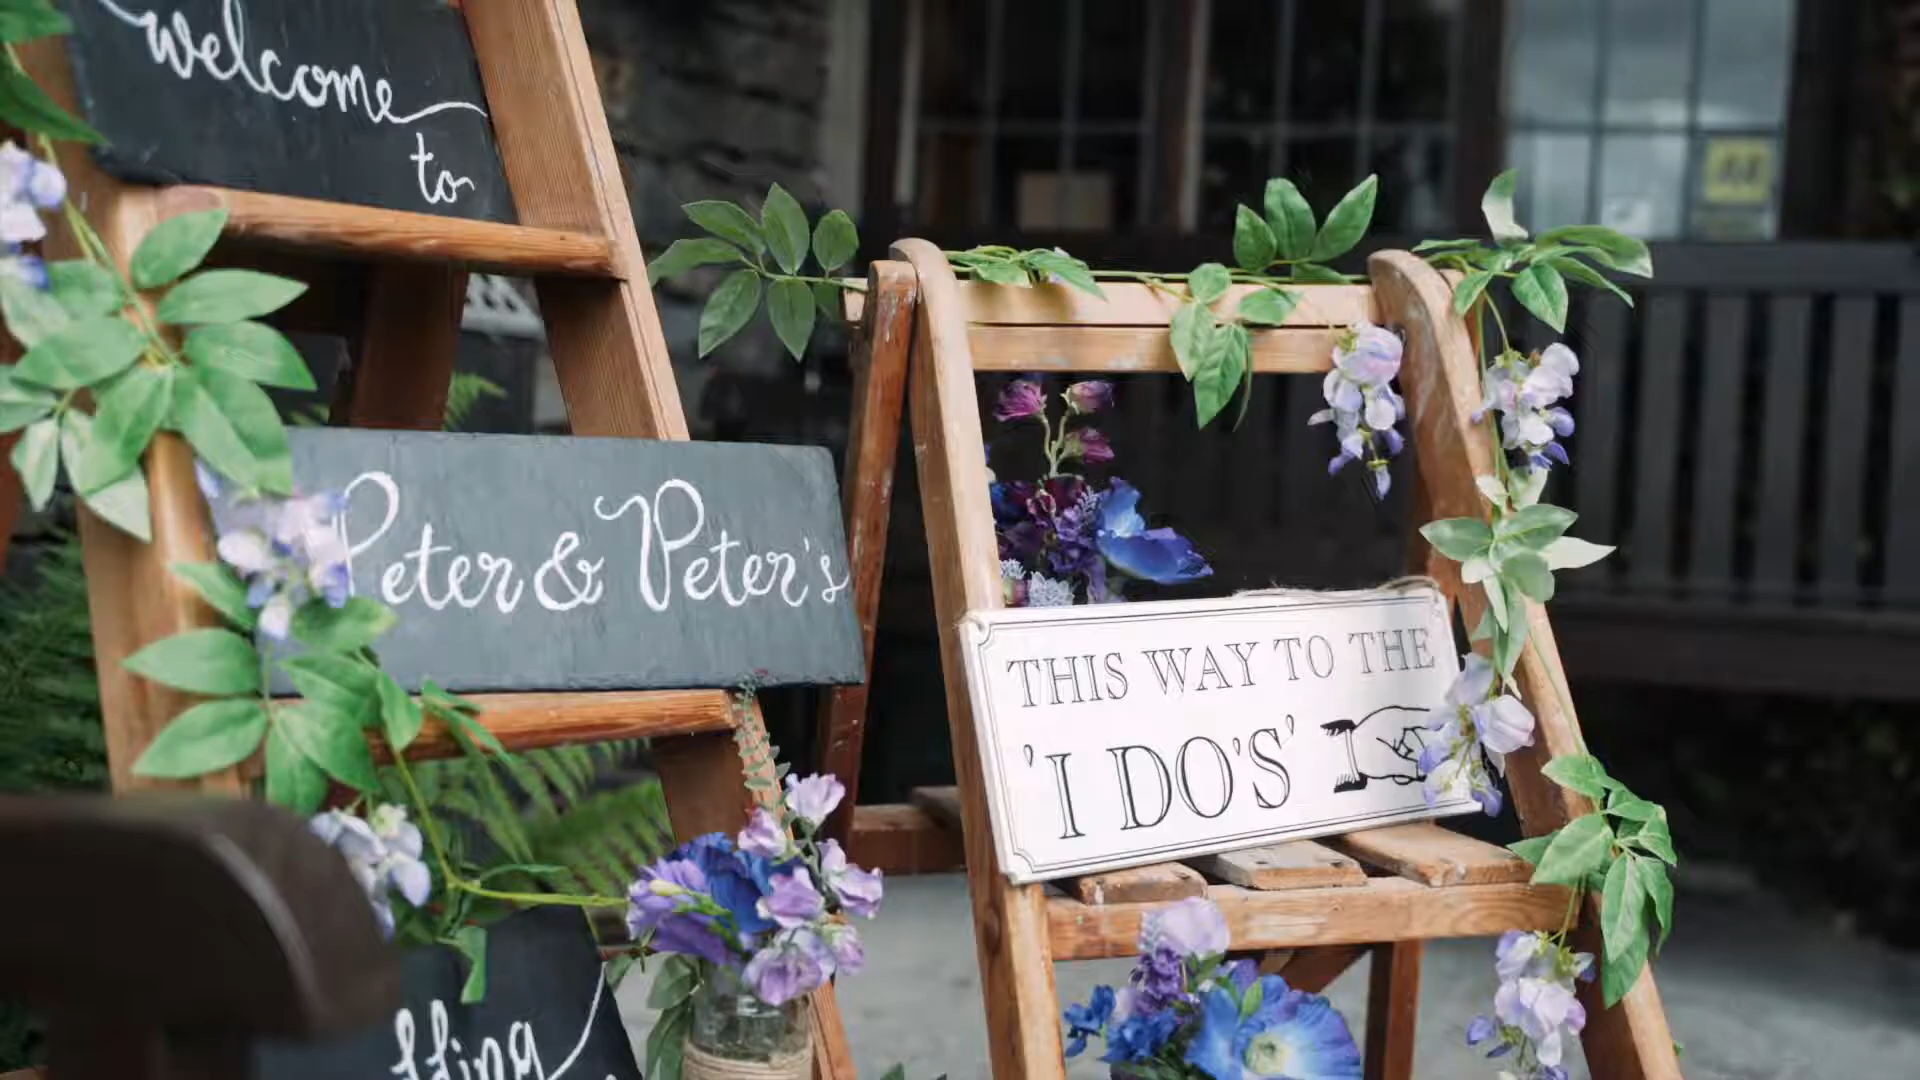 welcome
to
Peter & Peter's
THIS WAY TO THE
'I DO'S'